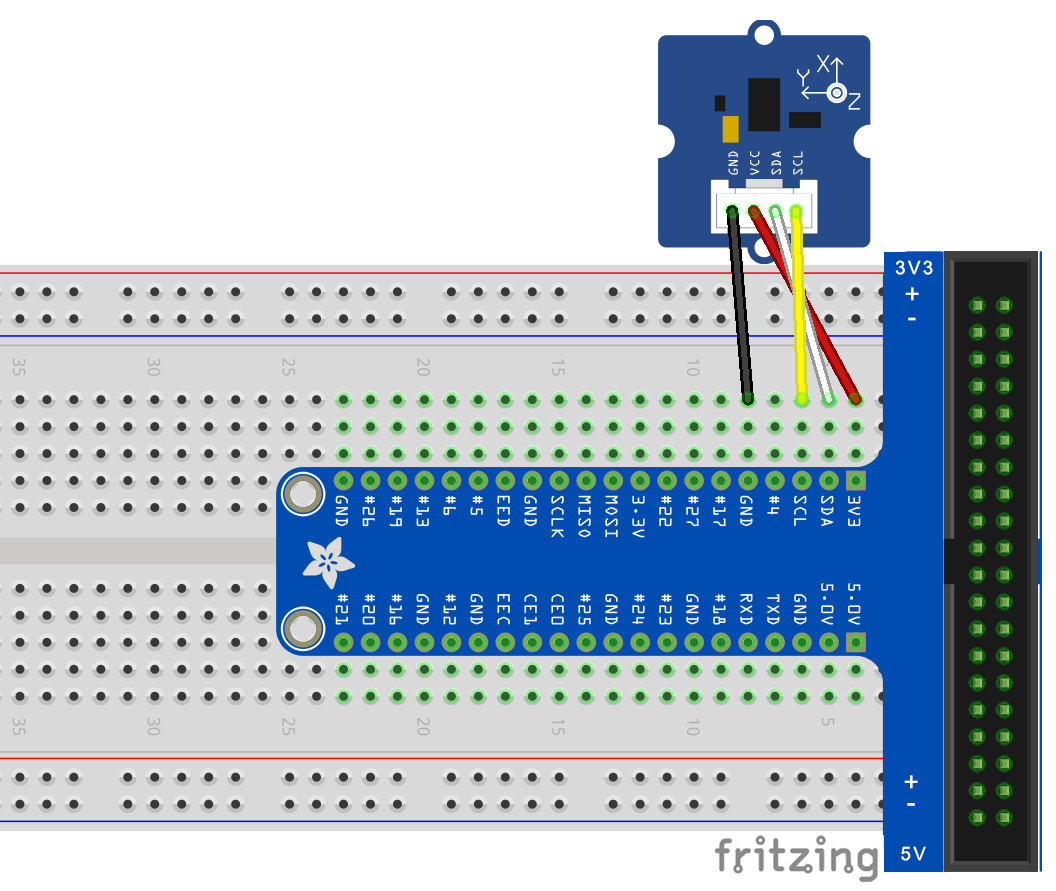 X
Y
Z
GND VCC SDA SCL
3V3
+
-
35 30 25 20 15 10
GND #26 #19 #13 #6 #5 EED GND SCLK MISO MOSI 3.3V #22 #27 #17 GND #4 SCL SDA 3V3
#21 #20 #16 GND #12 GND EEC CE1 CE0 #25 GND #24 #23 GND #18 RXD TXD GND 5.0V 5.0V
35 30 25 20 15 10 5
+
-
5V
fritzing